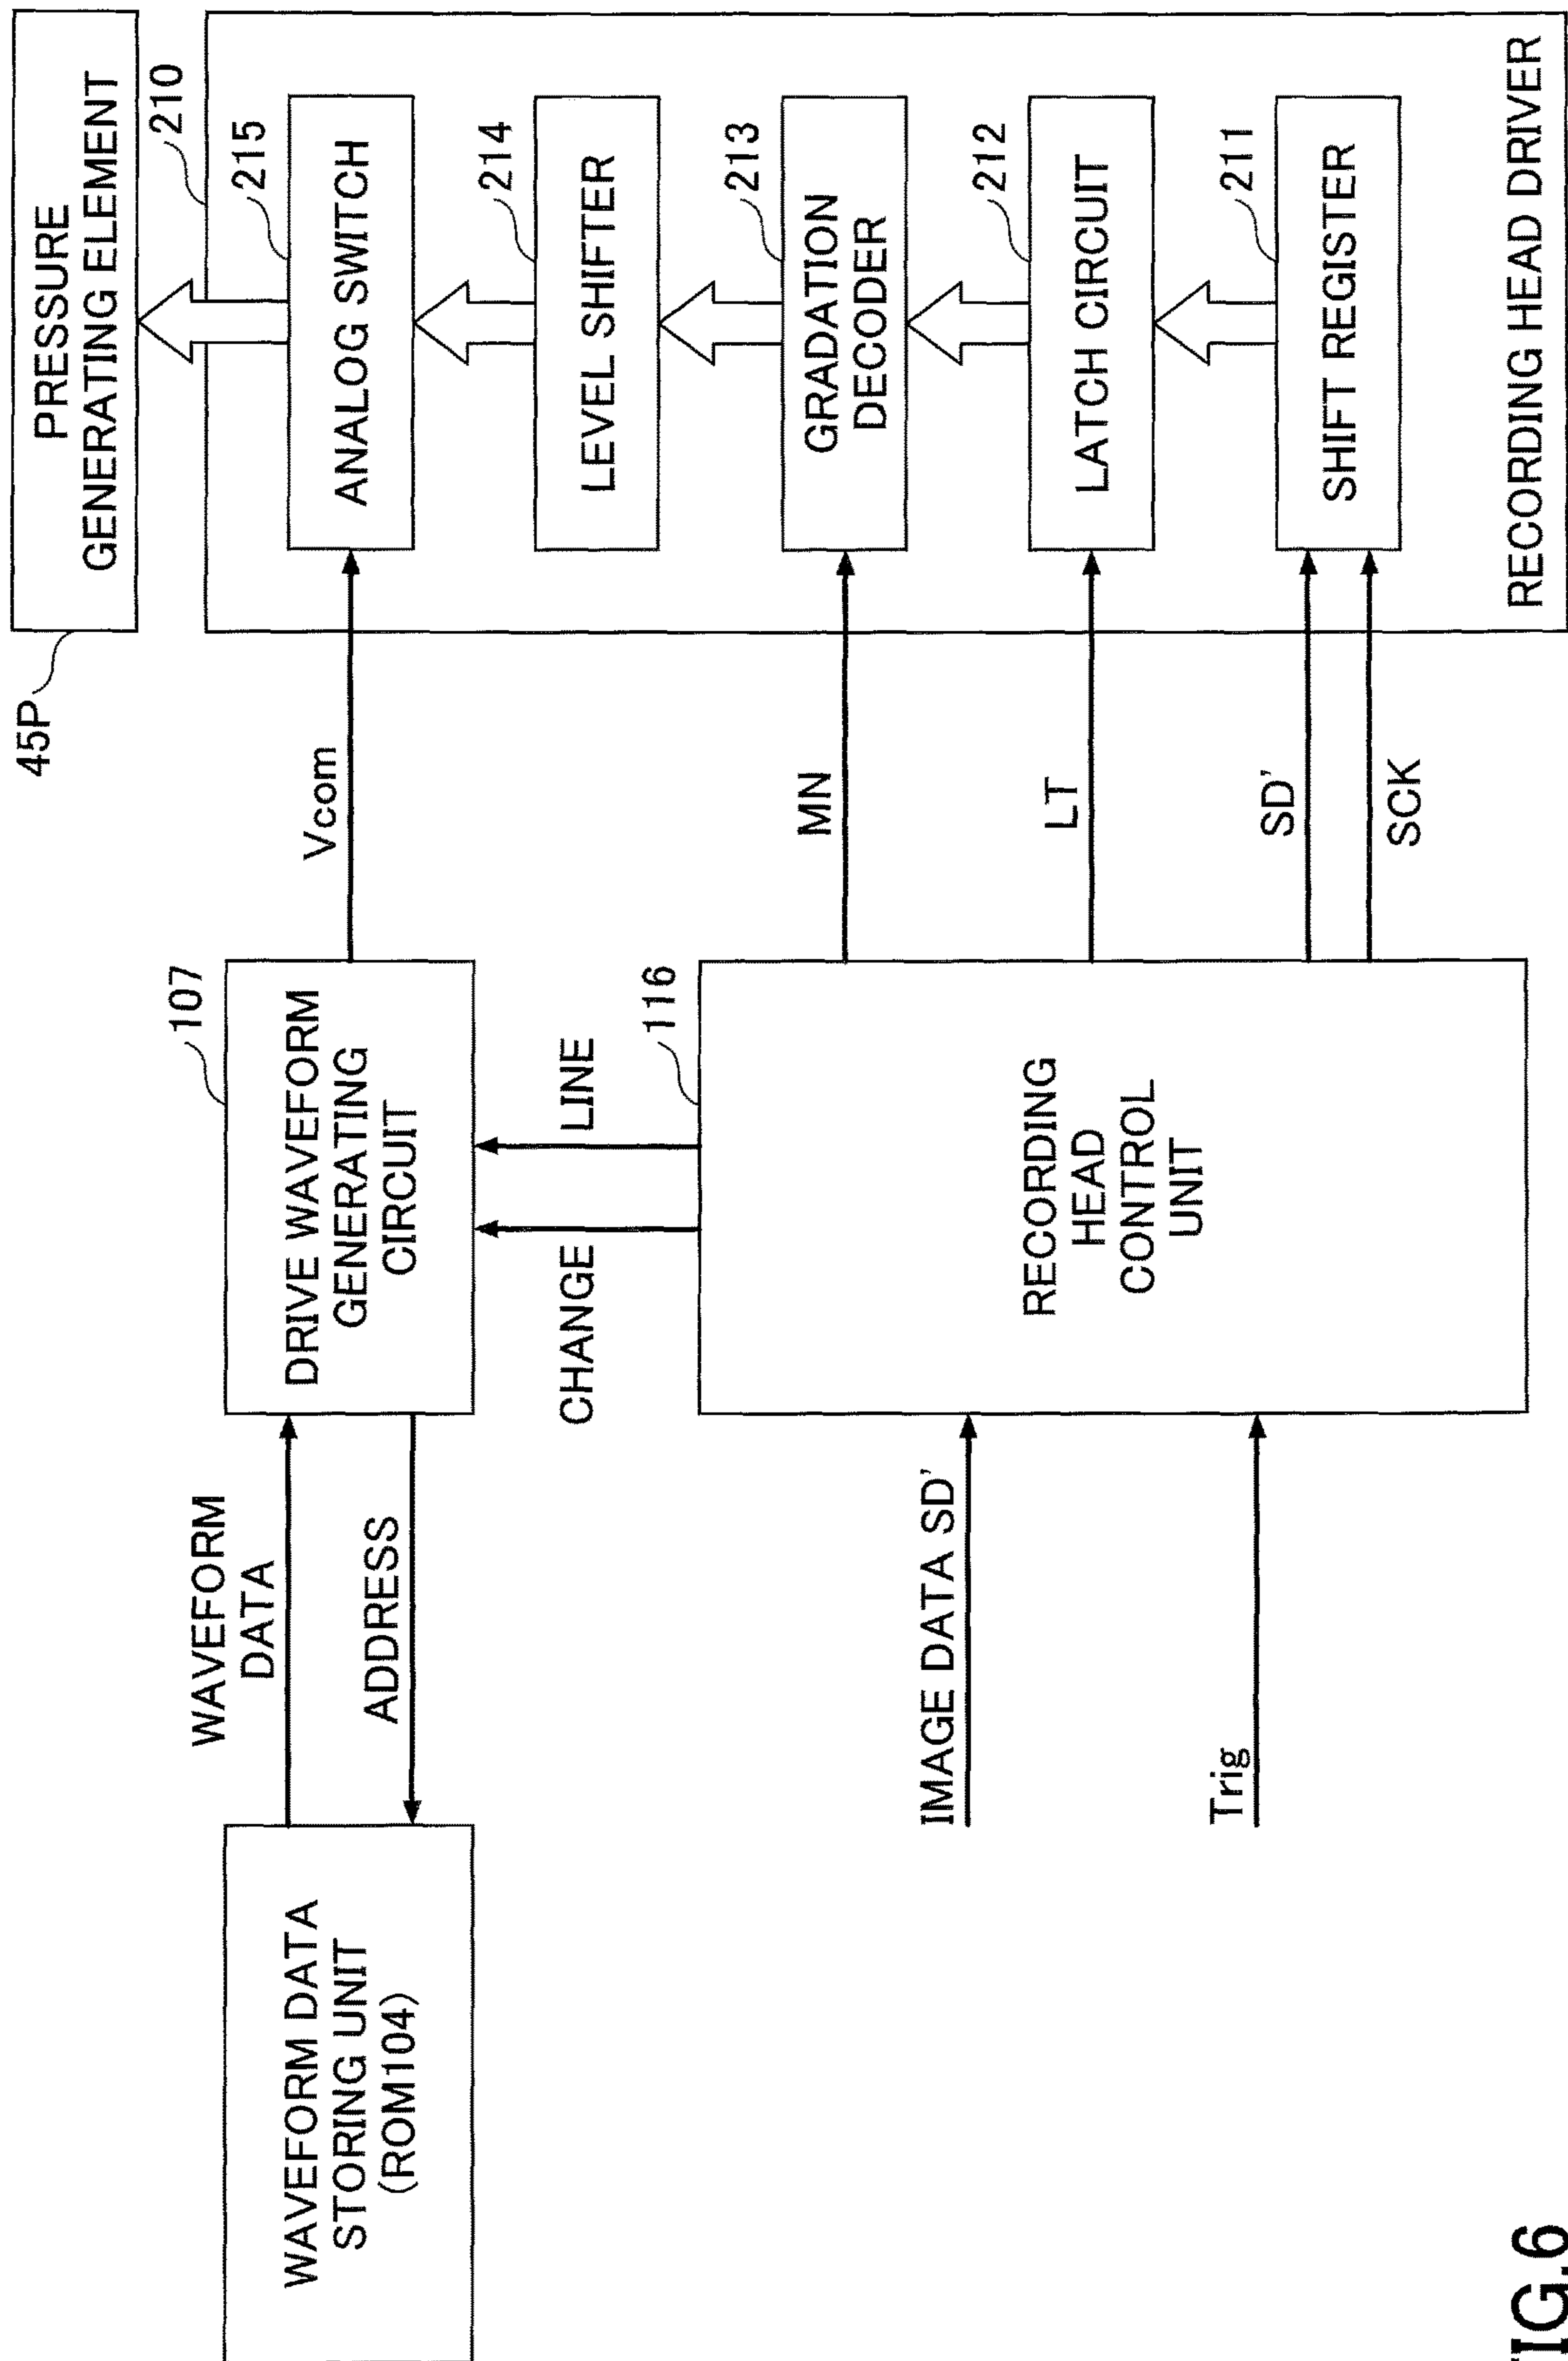 PRESSURE
GENERATING ELEMENT
45P
210
215
ANALOG SWITCH
214
LEVEL SHIFTER
213
GRADATION
DECODER
212
LATCH CIRCUIT
211
SHIFT REGISTER
RECORDING HEAD DRIVER
Vcom
MN
LT
SD'
SCK
107
DRIVE WAVEFORM
GENERATING
CIRCUIT
LINE
CHANGE
116
RECORDING
HEAD
CONTROL
UNIT
WAVEFORM
DATA
ADDRESS
IMAGE DATA SD'
Trig
WAVEFORM DATA
STORING UNIT
(ROM104)
FIG.6